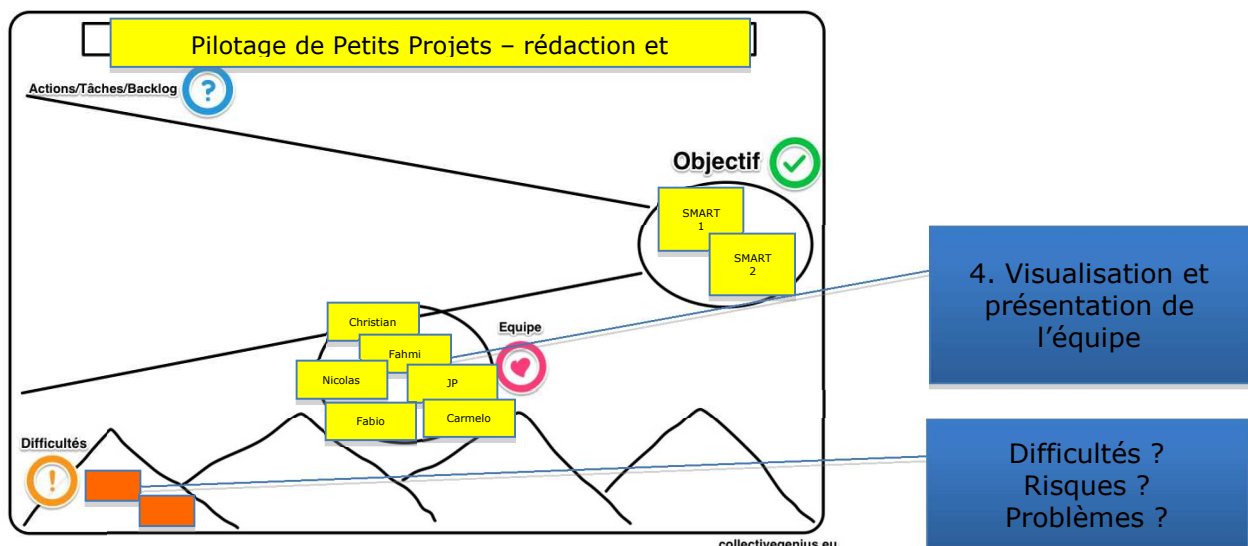 Pilotage de Petits Projets – rédaction et
Actions/Tâches/Backlog
?
Objectif
SMART
1
SMART
2
4. Visualisation et
présentation de
l’équipe
Christian
Fahmi
Equipe
Nicolas
JP
Fabio
Carmelo
Difficultés
!
Difficultés ?
Risques ?
Problèmes ?
collectivegenius.eu